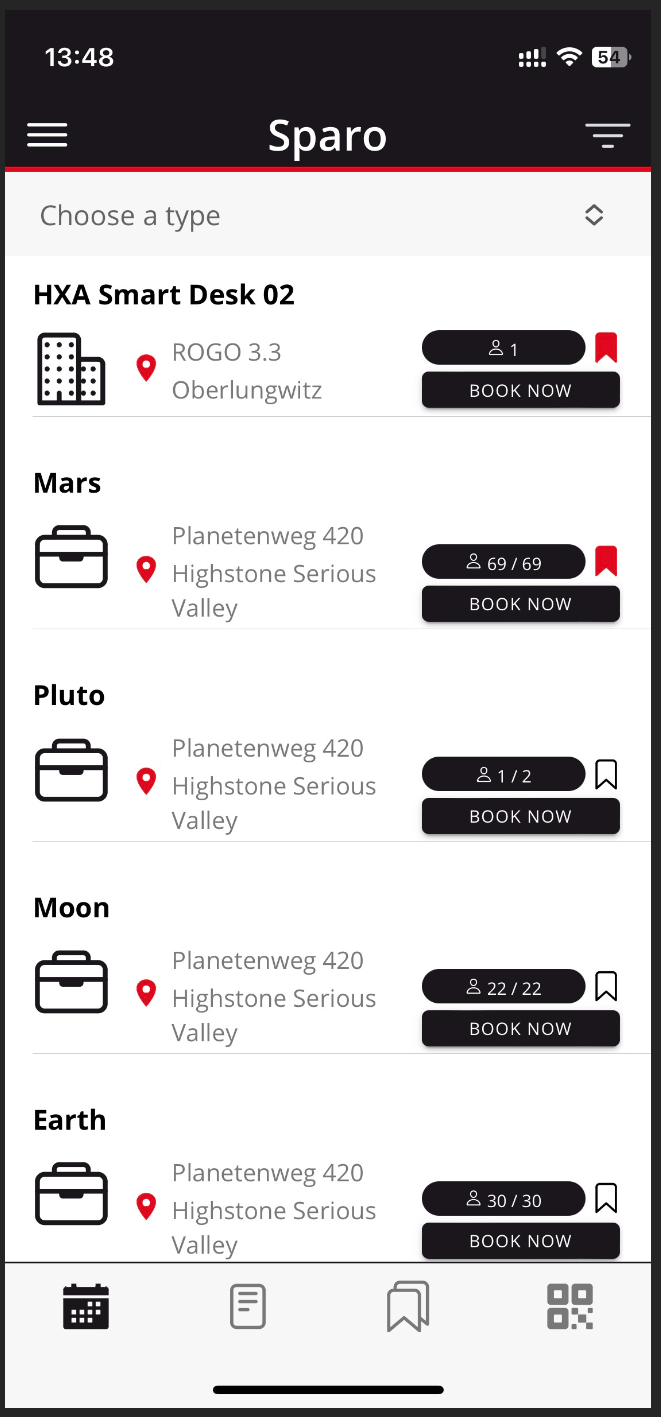 13:48
54
Sparo
Choose a type
HXA Smart Desk 02
ROGO 3.3
Oberlungwitz
1
BOOK NOW
Mars
Planetenweg 420
Highstone Serious
Valley
69 / 69
BOOK NOW
Pluto
Planetenweg 420
Highstone Serious
Valley
1 / 2
BOOK NOW
Moon
Planetenweg 420
Highstone Serious
Valley
22 / 22
BOOK NOW
Earth
Planetenweg 420
Highstone Serious
Valley
30 / 30
BOOK NOW